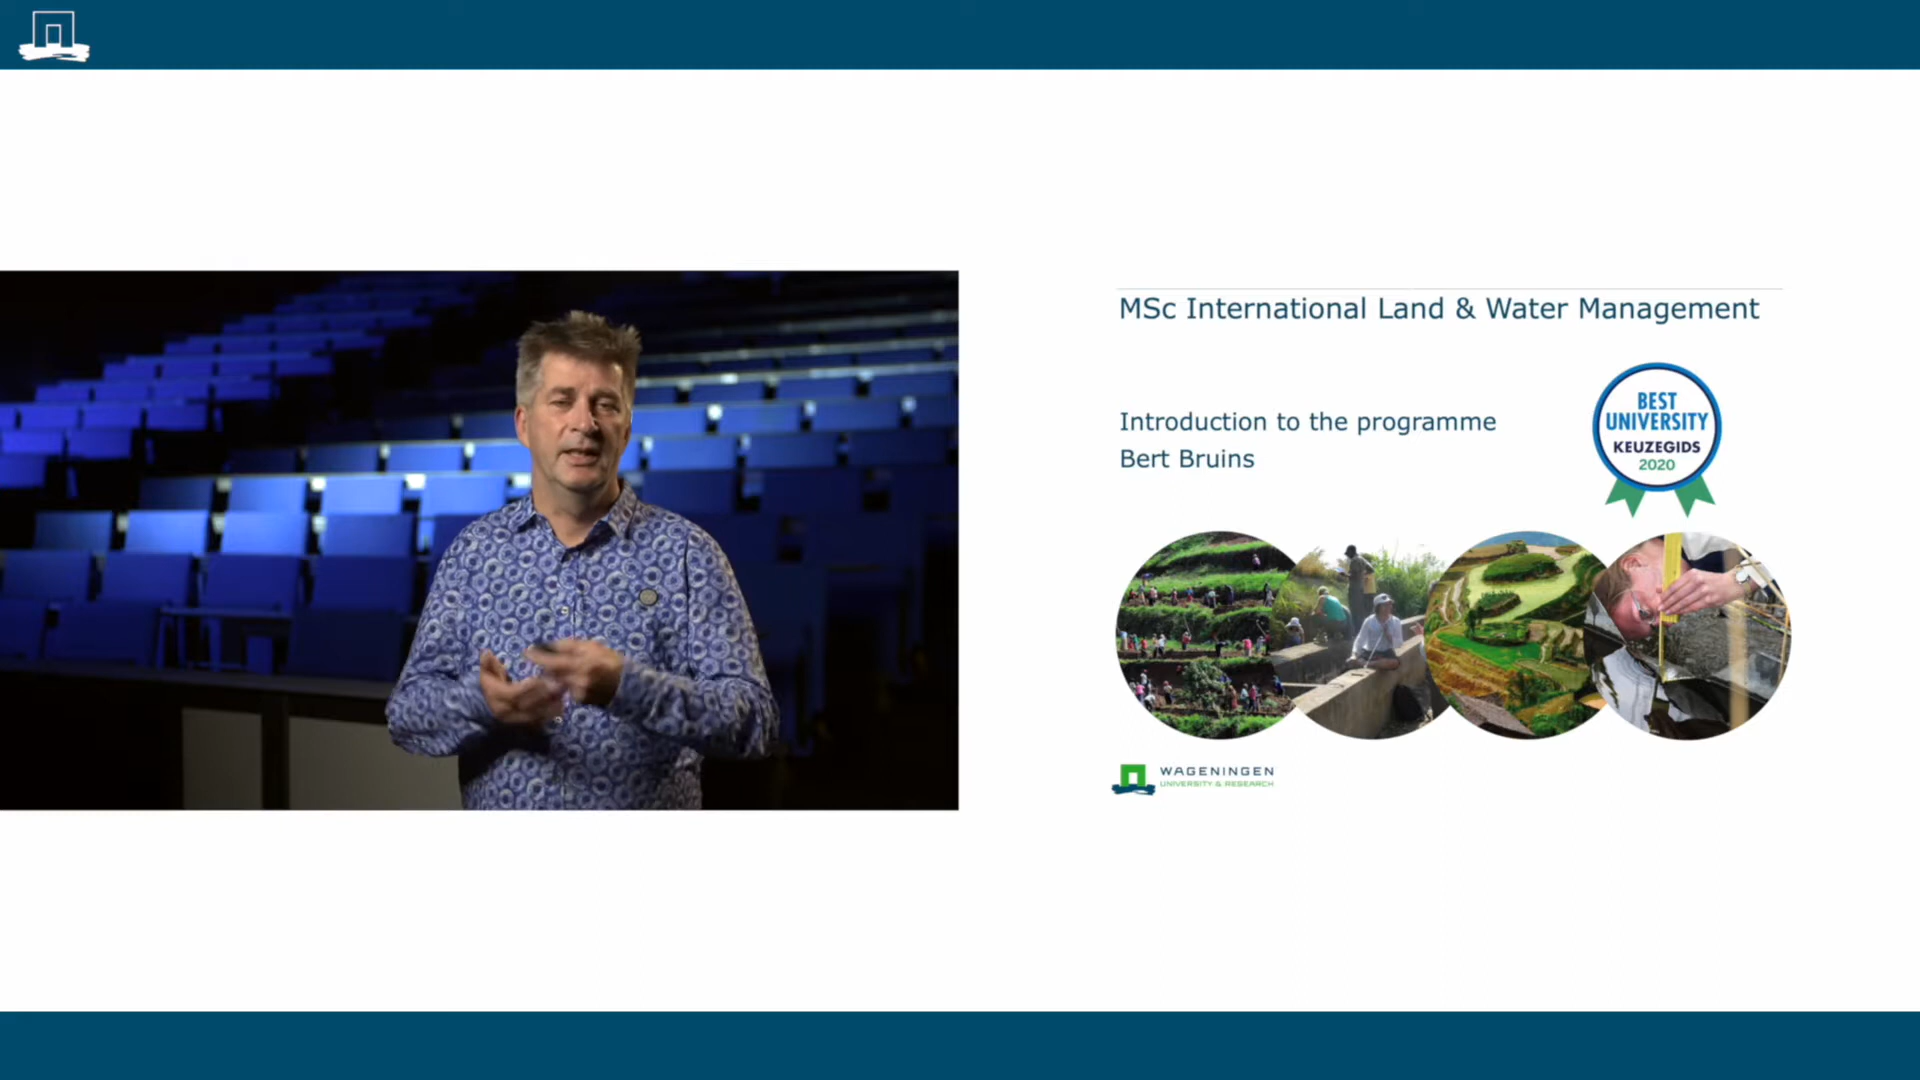 MSc International Land & Water Management
Introduction to the programme
Bert Bruins
BEST
UNIVERSITY
KEUZEGIDS
2020
WAGENINGEN
UNIVERSITY & RESEARCH